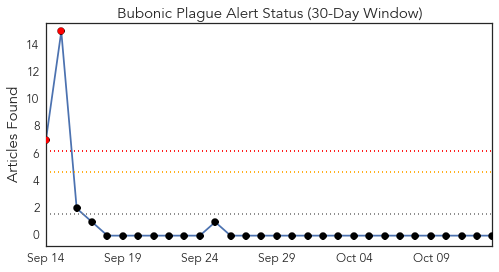 Bubonic Plague Alert Status (30-Day Window)
Articles Found
14
12
10
8
6
4
2
0
Sep 14 Sep 19 Sep 24 Sep 29 Oct 04 Oct 09